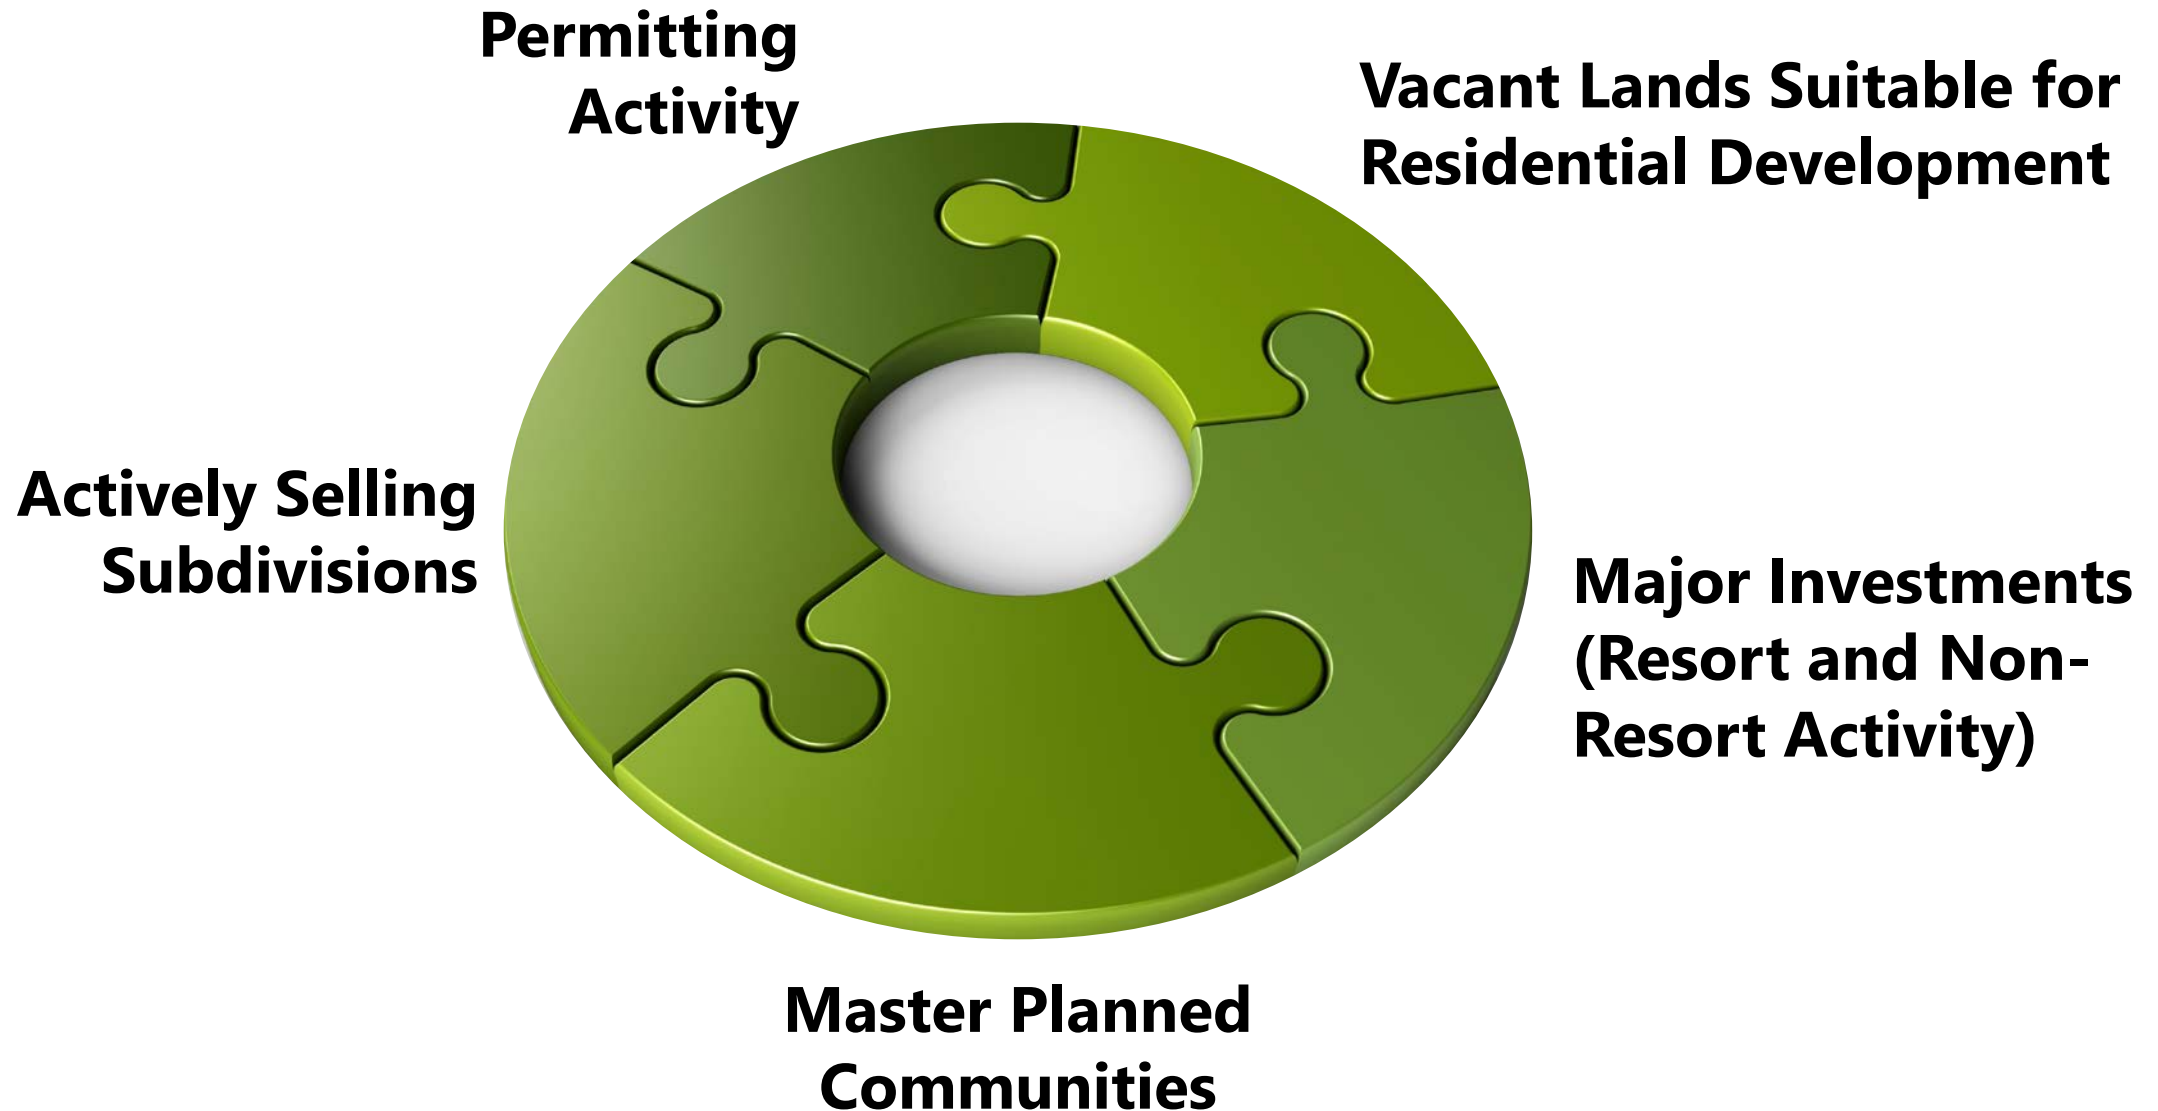 Permitting
Activity
Vacant Lands Suitable for
Residential Development
Actively Selling
Subdivisions
Major Investments
(Resort and Non-
Resort Activity)
Master Planned
Communities